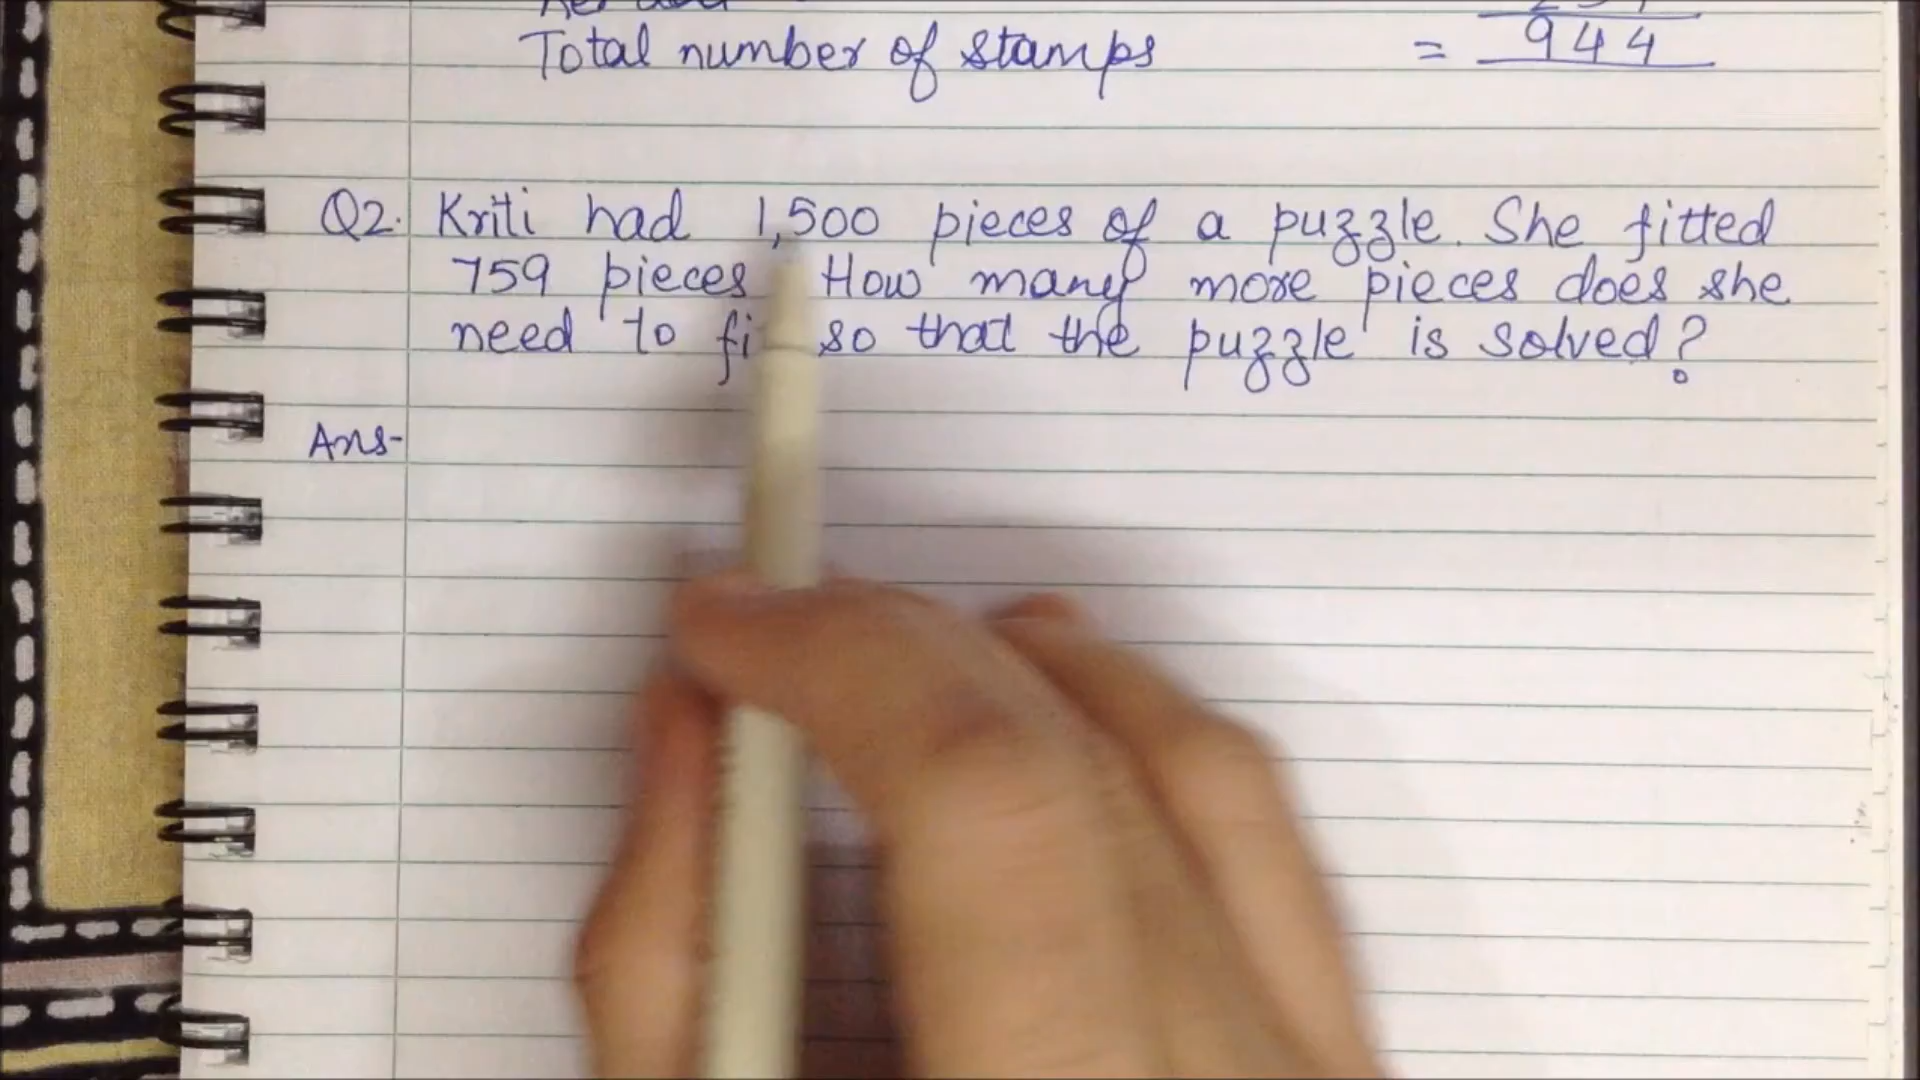 Total number of stamps = 944
Q2. Kriti had 1,500 pieces of a puzzle. She fitted
759 pieces How many more pieces does she
need to so that the puzzle is solved?
Ans-